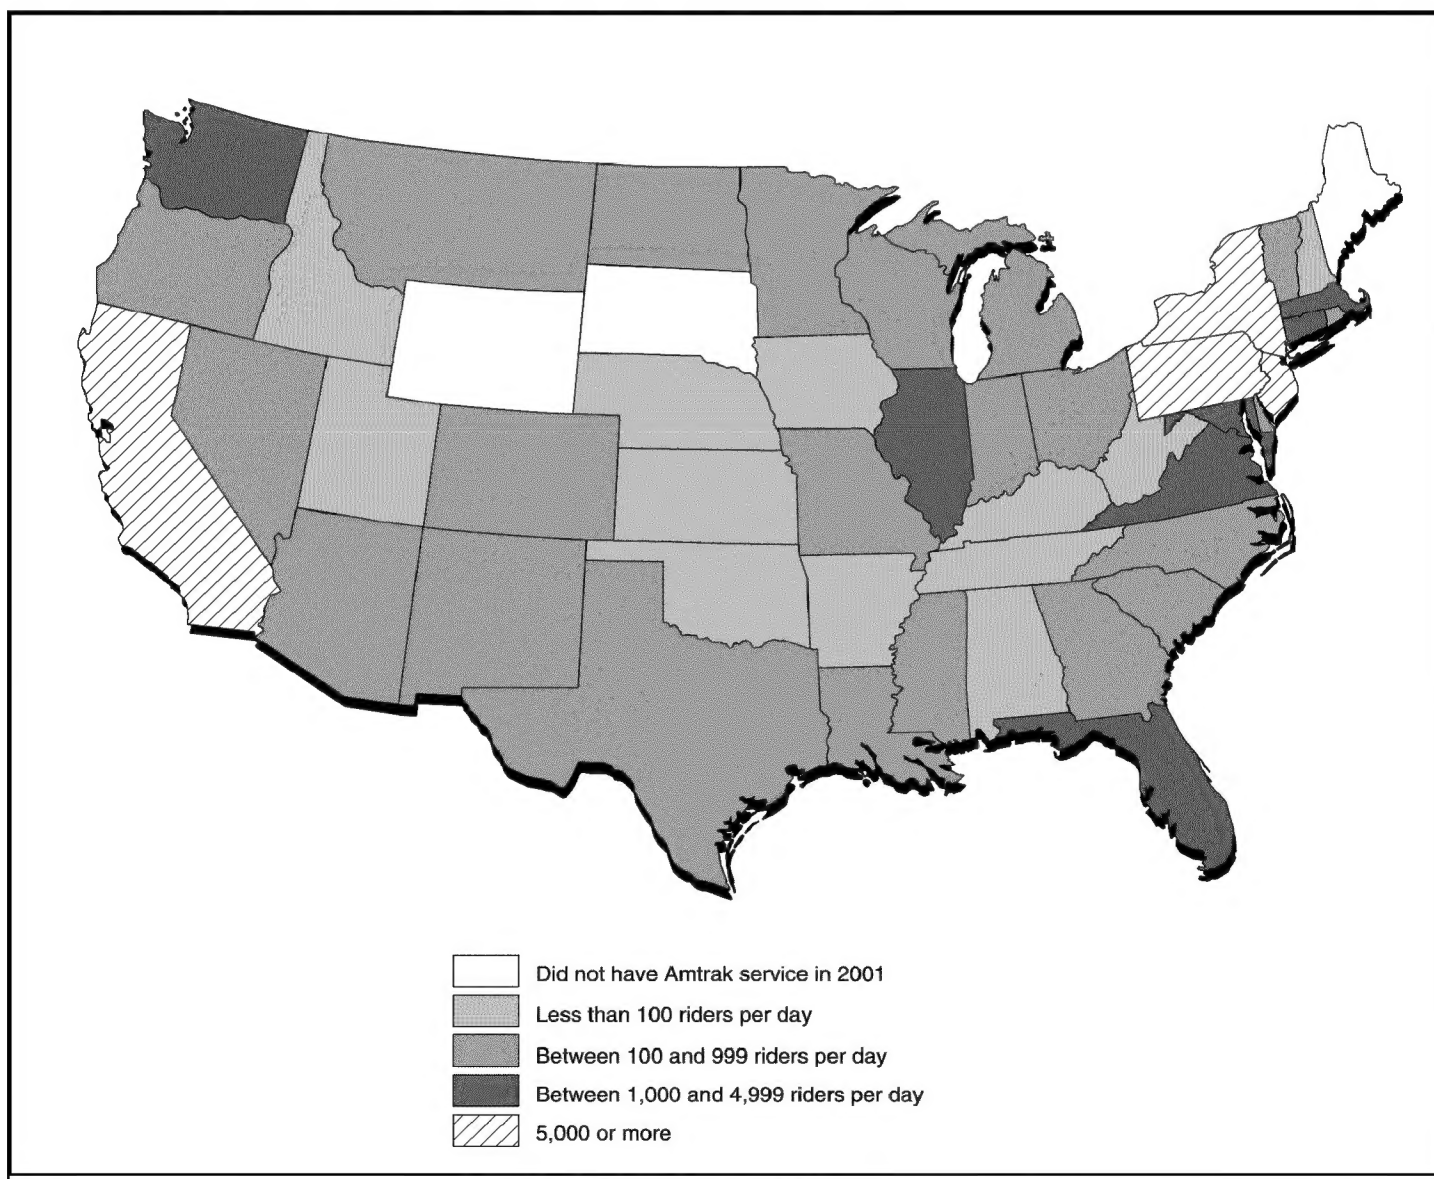 Did not have Amtrak service in 2001
Less than 100 riders per day
Between 100 and 999 riders per day
Between 1,000 and 4,999 riders per day
5,000 or more